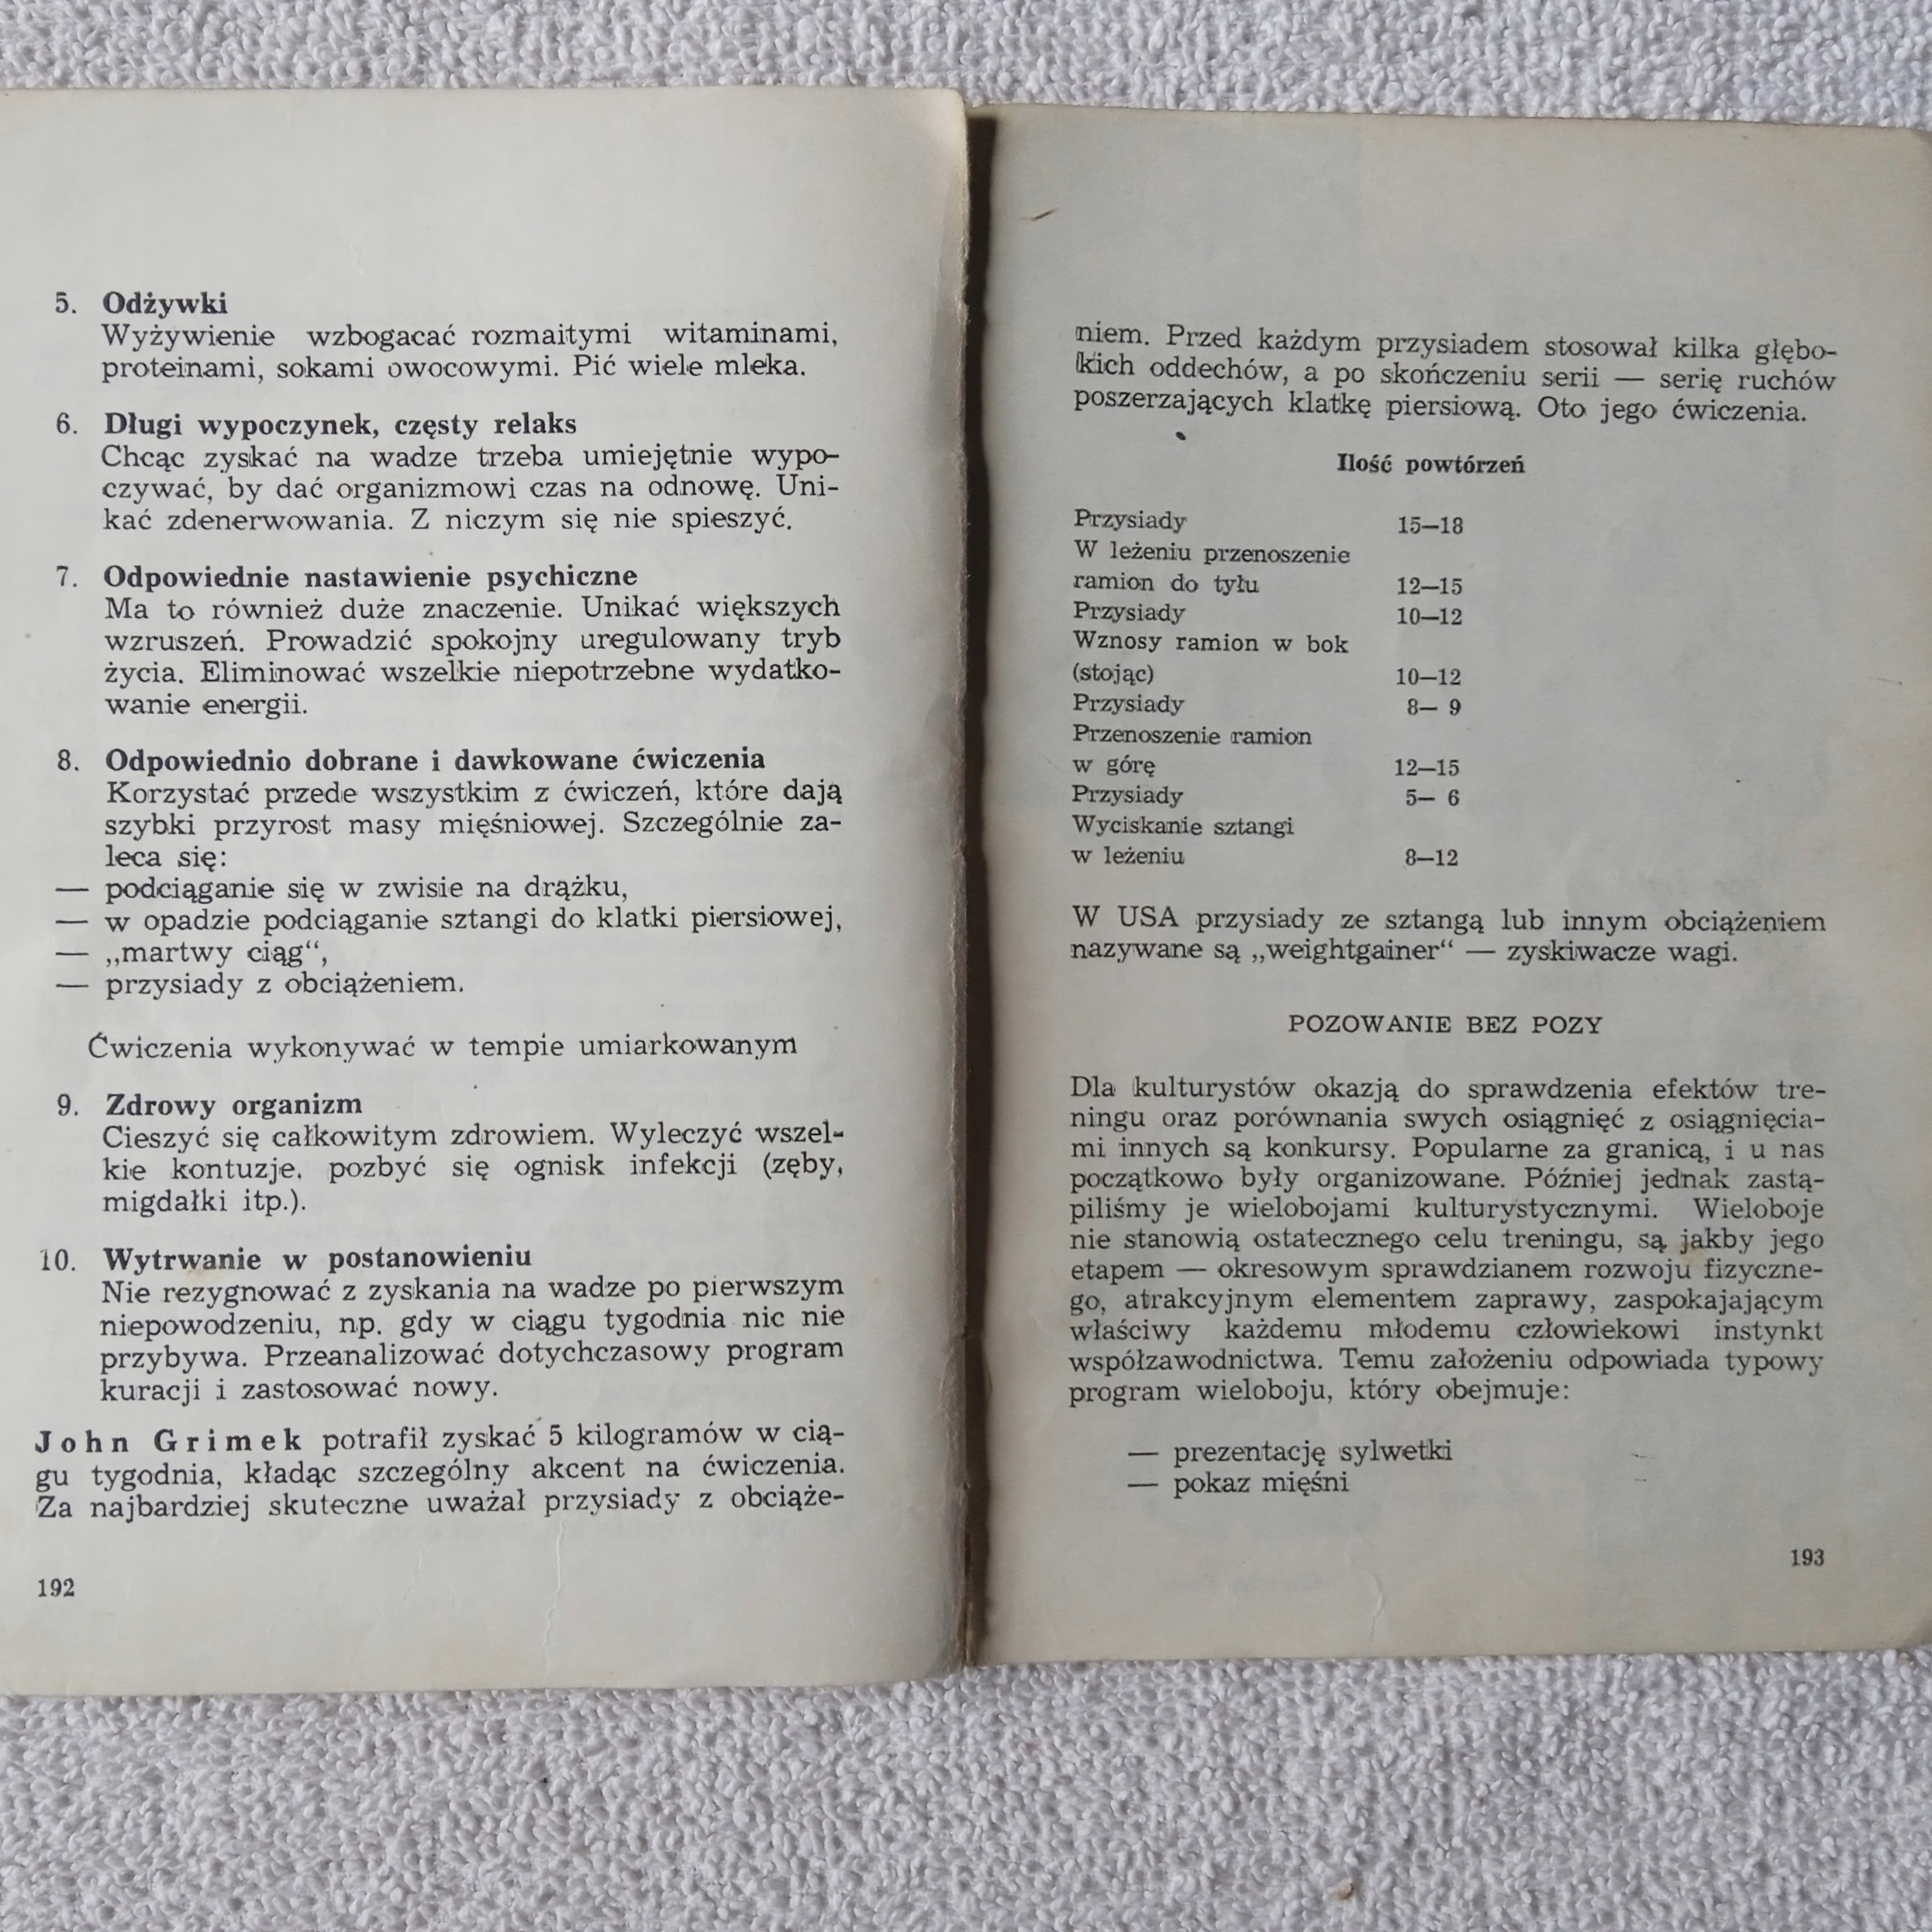 5. Odżywki
Wyżywienie wzbogacać rozmaitymi witaminami,
proteinami, sokami owocowymi. Pić wiele mleka.
6. Długi wypoczynek, częsty relaks
Chcąc zyskać na wadze trzeba umiejętnie wypo-
czywać, by dać organizmowi czas na odnowę. Uni-
kać zdenerwowania. Z niczym się nie spieszyć.
7. Odpowiednie nastawienie psychiczne
Ma to również duże znaczenie. Unikać większych
wzruszeń. Prowadzić spokojny uregulowany tryb
życia. Eliminować wszelkie niepotrzebne wydatko-
wanie energii.
8. Odpowiednio dobrane i dawkowane ćwiczenia
Korzystać przede wszystkim z ćwiczeń, które dają
szybki przyrost masy mięśniowej. Szczególnie za-
leca się:
— podciąganie się w zwisie na drążku,
— w opadzie podciąganie sztangi do klatki piersiowej,
— „martwy ciąg“,
— przysiady z obciążeniem.
Ćwiczenia wykonywać w tempie umiarkowanym
9. Zdrowy organizm
Cieszyć się całkowitym zdrowiem. Wyleczyć wszel-
kie kontuzje, pozbyć się ognisk infekcji (zęby,
migdałki itp.).
10. Wytrwanie w postanowieniu
Nie rezygnować z zyskania na wadze po pierwszym
niepowodzeniu, np. gdy w ciągu tygodnia nic nie
przybywa. Przeanalizować dotychczasowy program
kuracji i zastosować nowy.
John Grimek potrafił zyskać 5 kilogramów w cią-
gu tygodnia, kładąc szczególny akcent na ćwiczenia.
Za najbardziej skuteczne uważał przysiady z obciąże-
192
niem. Przed każdym przysiadem stosował kilka głębo-
kich oddechów, a po skończeniu serii — serię ruchów
poszerzających klatkę piersiową. Oto jego ćwiczenia.
Ilość powtórzeń
Przysiady 15—18
W leżeniu przenoszenie
ramion do tyłu 12—15
Przysiady 10—12
Wznosy ramion w bok
(stojąc) 10—12
Przysiady 8— 9
Przenoszenie ramion
w górę 12—15
Przysiady 5— 6
Wyciskanie sztangi
w leżeniu 8—12
W USA przysiady ze sztangą lub innym obciążeniem
nazywane są „weightgainer“ — zyskiwacze wagi.
POZOWANIE BEZ POZY
Dla kulturystów okazją do sprawdzenia efektów tre-
ningu oraz porównania swych osiągnięć z osiągnięcia-
mi innych są konkursy. Popularne za granicą, i u nas
początkowo były organizowane. Później jednak zastą-
piliśmy je wielobojami kulturystycznymi. Wieloboje
nie stanowią ostatecznego celu treningu, są jakby jego
etapem — okresowym sprawdzianem rozwoju fizyczne-
go, atrakcyjnym elementem zaprawy, zaspokajającym
właściwy każdemu młodemu człowiekowi instynkt
współzawodnictwa. Temu założeniu odpowiada typowy
program wieloboju, który obejmuje:
— prezentację sylwetki
— pokaz mięśni
193